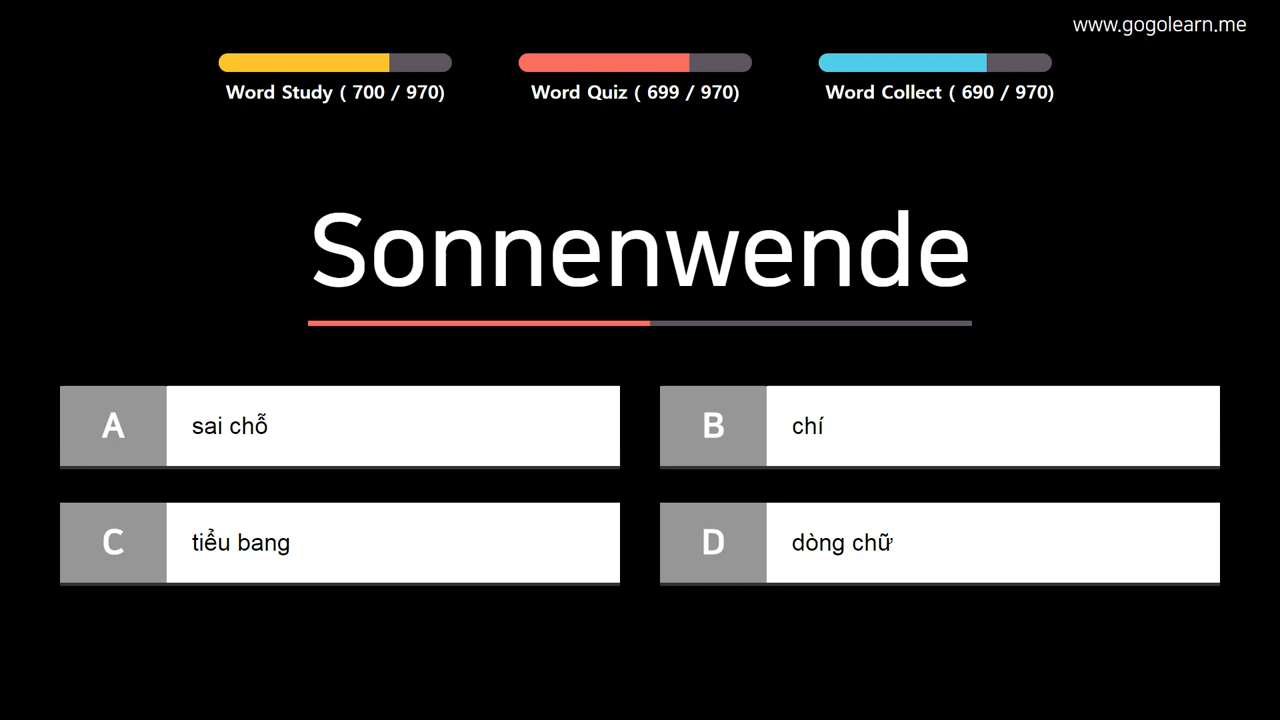 www.gogolearn.me
Word Study ( 700 / 970)
Word Quiz ( 699 / 970)
Word Collect ( 690 / 970)
Sonnenwende
A sai chỗ
B chí
C tiểu bang
D dòng chữ